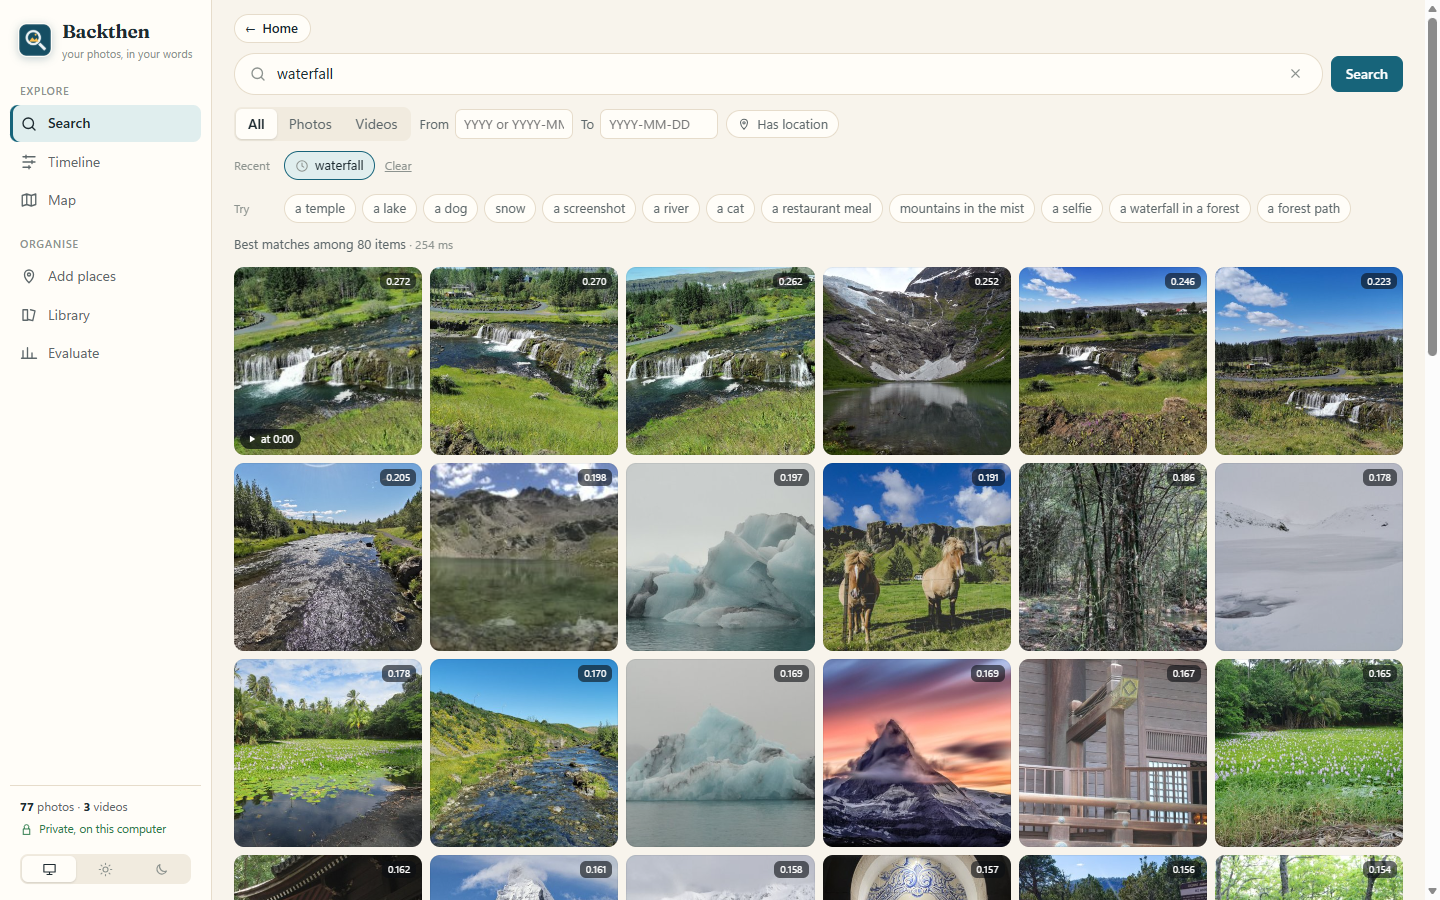 Backthen
your photos, in your words
EXPLORE
Search
Timeline
Map
ORGANISE
Add places
Library
Evaluate
77 photos · 3 videos
Private, on this computer
← Home
waterfall
Search
All Photos Videos From YYYY or YYYY-MM To YYYY-MM-DD Has location
Recent waterfall Clear
Try a temple a lake a dog snow a screenshot a river a cat a restaurant meal mountains in the mist a selfie a waterfall in a forest a forest path
Best matches among 80 items · 254 ms
0.272 0.270 0.262 0.252 0.246 0.223
at 0:00
0.205 0.198 0.197 0.191 0.186 0.178
0.178 0.170 0.169 0.169 0.167 0.165
0.162 0.161 0.158 0.157 0.156 0.154